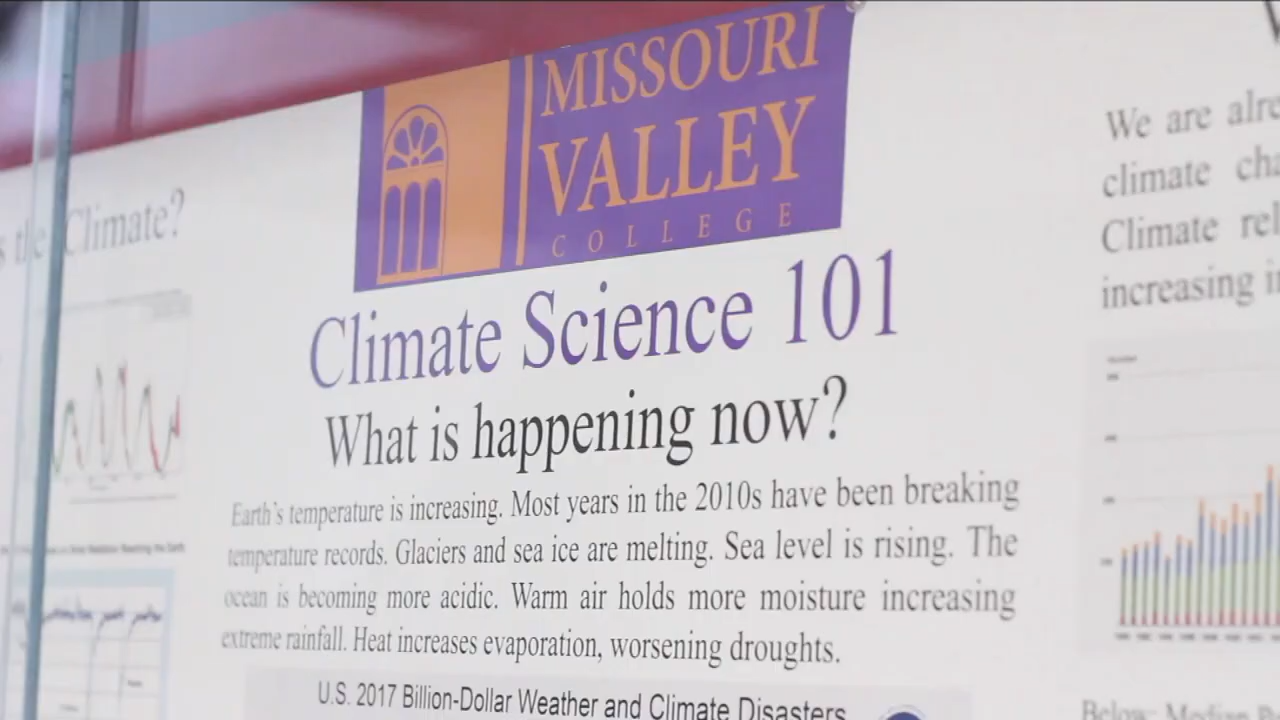 Climate?
MISSOURI
VALLEY
COLLEGE
Climate Science 101
What is happening now?
Earth's temperature is increasing. Most years in the 2010s have been breaking
temperature records. Glaciers and sea ice are melting. Sea level is rising. The
ocean is becoming more acidic. Warm air holds more moisture increasing
extreme rainfall. Heat increases evaporation, worsening droughts.
U.S. 2017 Billion-Dollar Weather and Climate Disasters
We are
climate
Climate
increasing
Below: Median